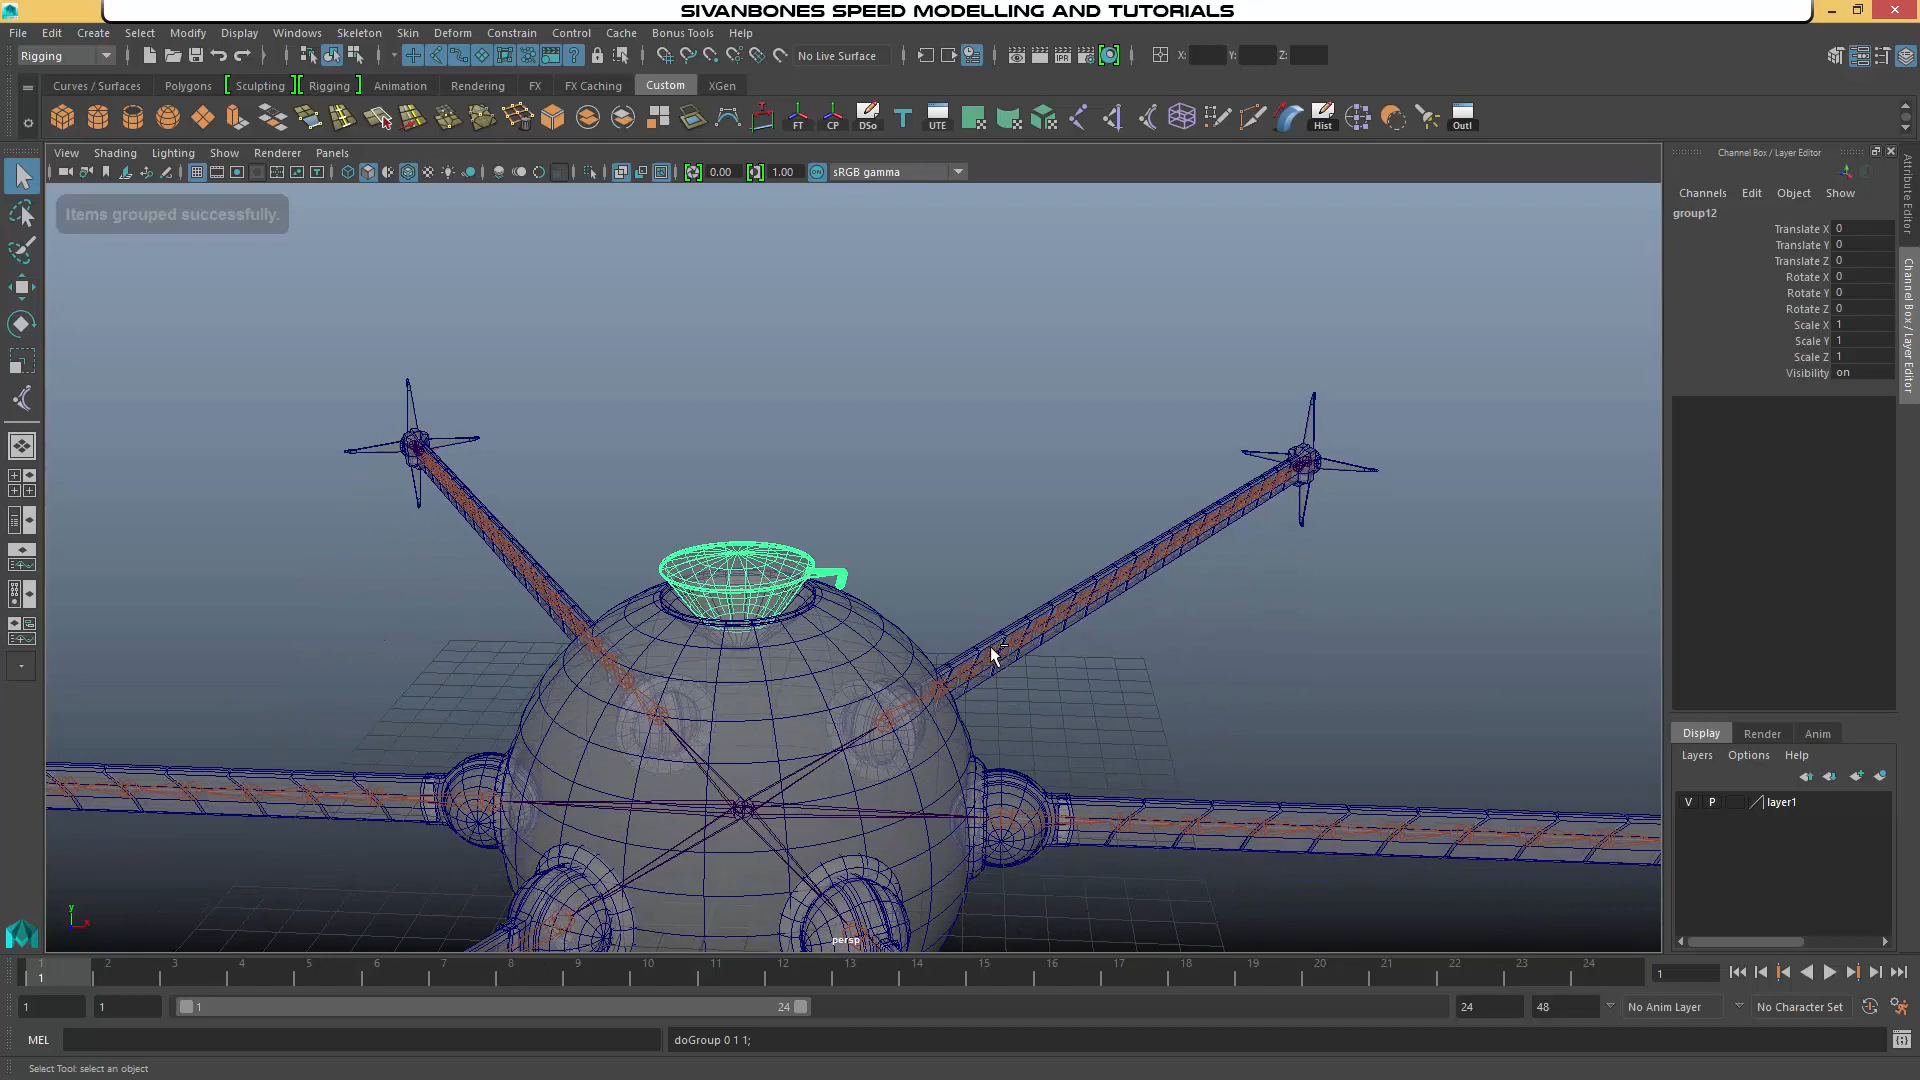 SIVANBONES SPEED MODELLING AND TUTORIALS
File Edit Create Select Modify Display Windows Skeleton Skin Deform Constrain Control Cache Bonus Tools Help
Rigging No Live Surface X: Y: Z:
Curves / Surfaces Polygons Sculpting Rigging Animation Rendering FX FX Caching Custom XGen
FT CP DSo UTE Hist Outl
View Shading Lighting Show Renderer Panels
0.00 1.00 sRGB gamma
Items grouped successfully.
persp
y
x
Channel Box / Layer Editor
Channels Edit Object Show
group12
Translate X 0
Translate Y 0
Translate Z 0
Rotate X 0
Rotate Y 0
Rotate Z 0
Scale X 1
Scale Y 1
Scale Z 1
Visibility on
Attribute Editor
Channel Box / Layer Editor
Display Render Anim
Layers Options Help
V P layer1
1 2 3 4 5 6 7 8 9 10 11 12 13 14 15 16 17 18 19 20 21 22 23 24
1 1
1 1 1 24 24 48 No Anim Layer No Character Set
MEL doGroup 0 1 1;
Select Tool: select an object